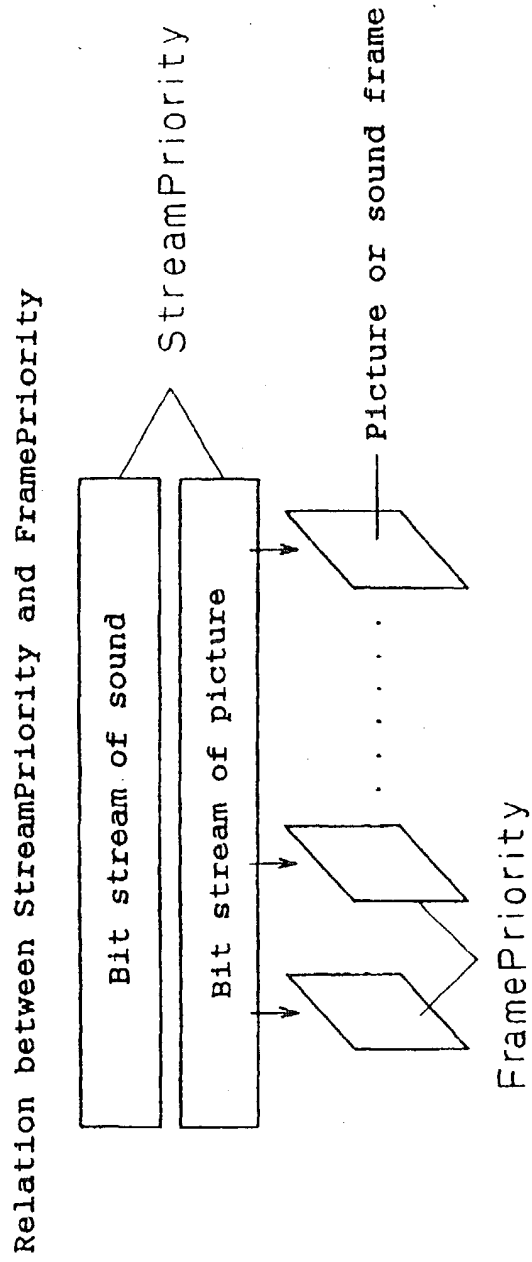 Relation between StreamPriority and FramePriority
Bit stream of sound
StreamPriority
Bit stream of picture
Picture or sound frame
FramePriority